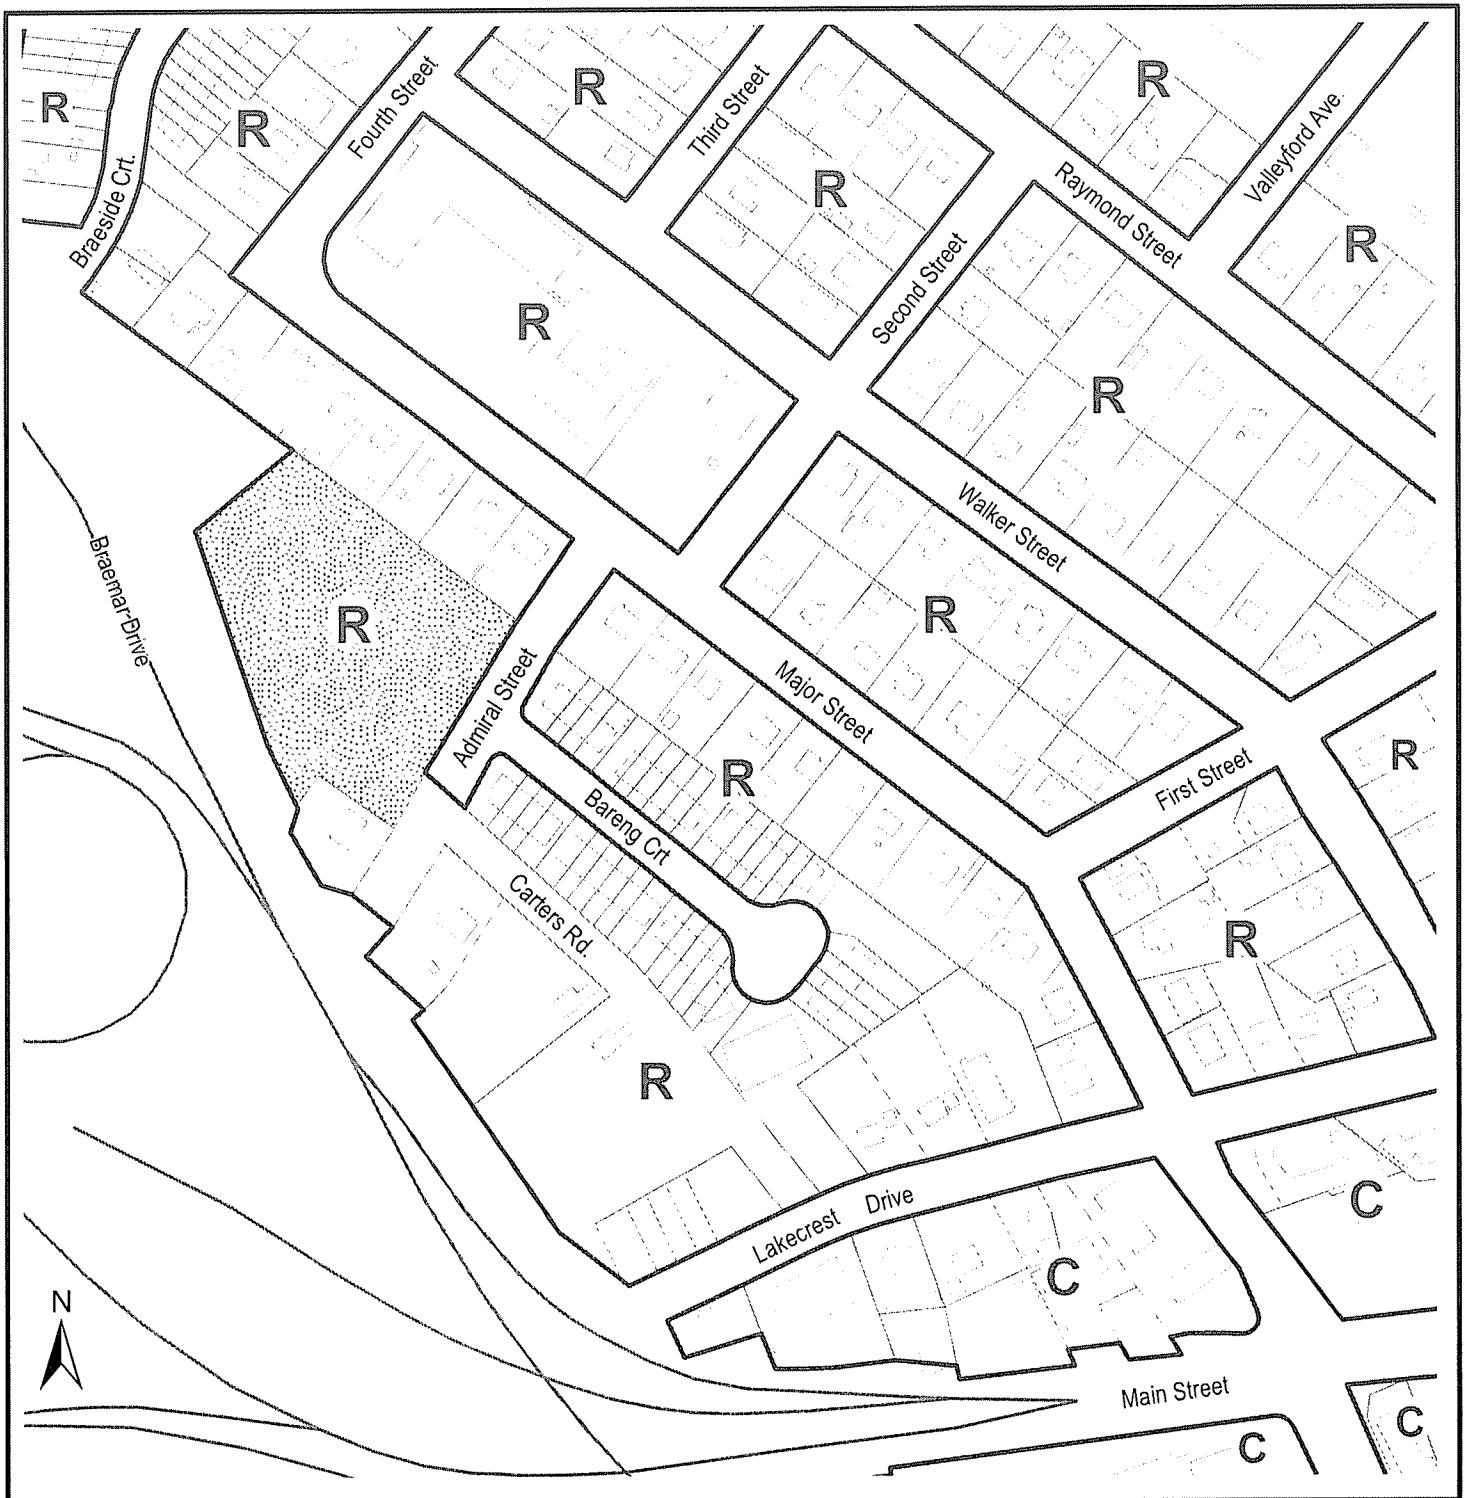 R
R
R
R
Fourth Street
Third Street
Braeside Crt.
R
Valleyford Ave.
Raymond Street
R
Second Street
R
R
Walker Street
Braemar Drive
R
R
Admiral Street
Major Street
R
R
First Street
Bareng Crt
Carters Rd.
R
R
Lakecrest Drive
C
C
N
Main Street
C
C